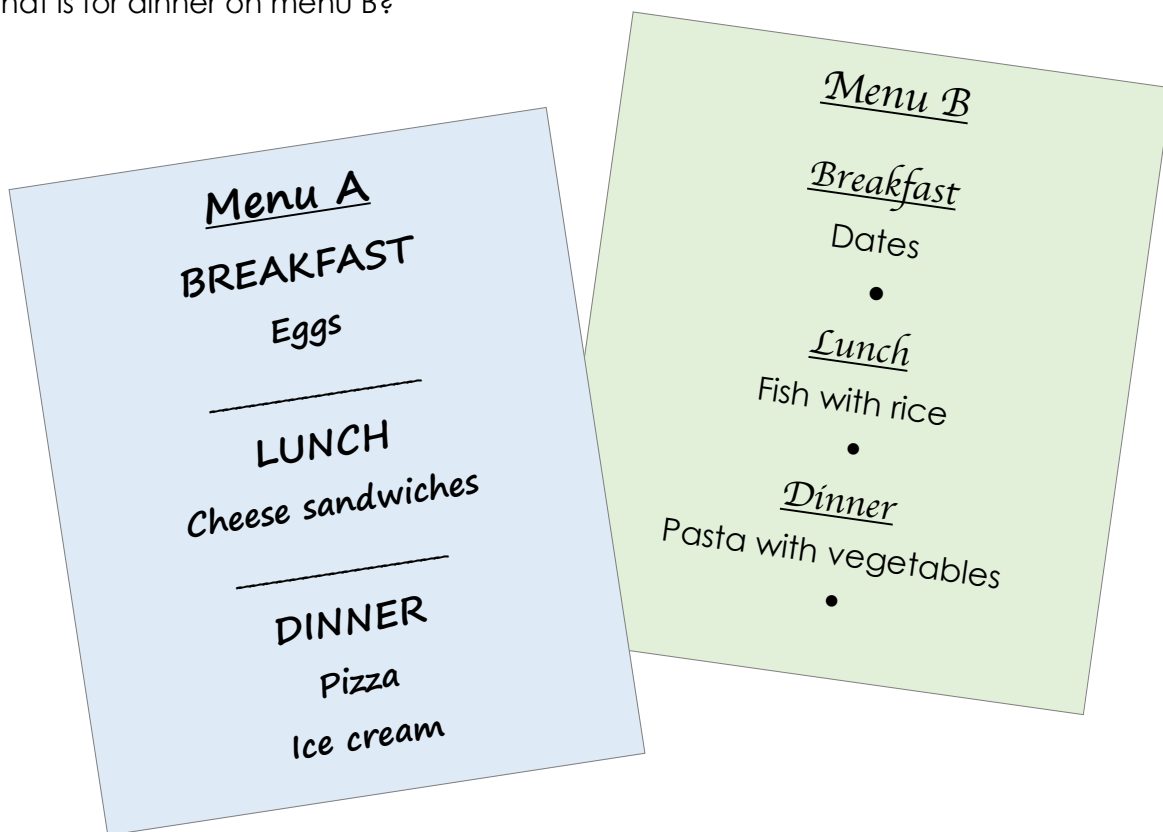 hat is for dinner on menu B?
Menu A
BREAKFAST
Eggs
LUNCH
Cheese sandwiches
DINNER
Pizza
Ice cream
Menu B
Breakfast
Dates
•
Lunch
Fish with rice
•
Dinner
Pasta with vegetables
•